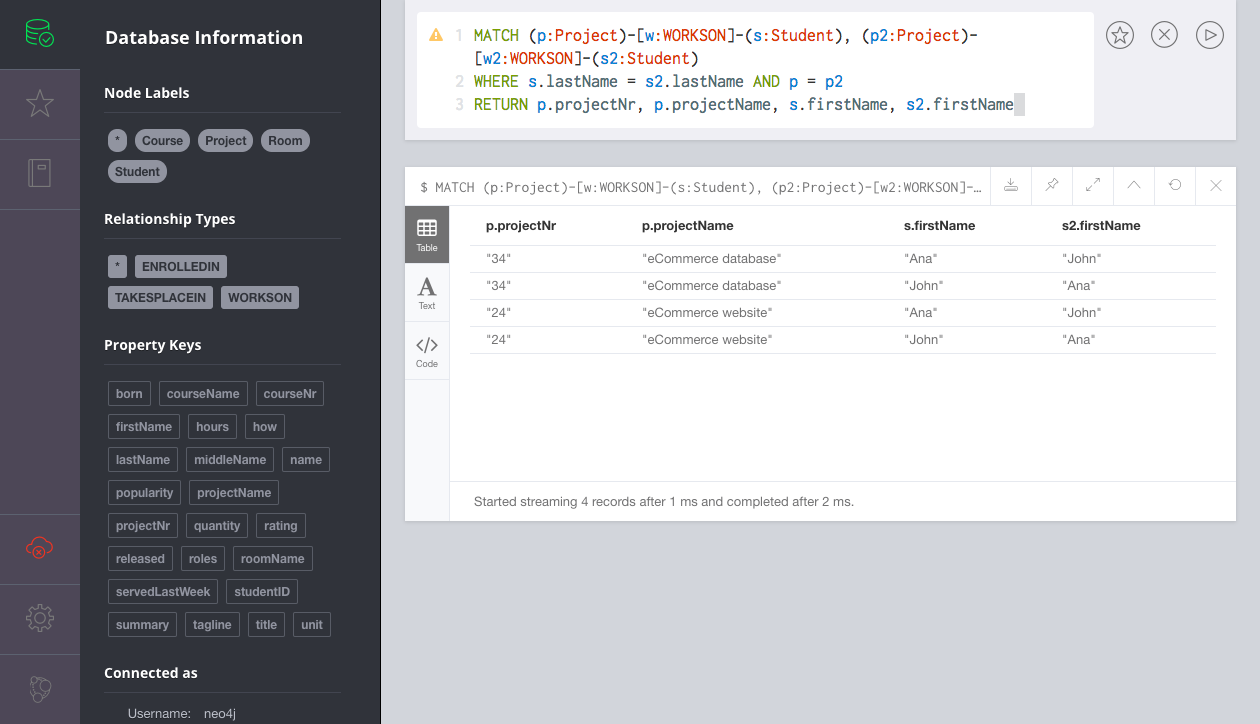 Database Information
Node Labels
* Course Project Room
Student
Relationship Types
* ENROLLEDIN
TAKESPLACEIN WORKSON
Property Keys
born courseName courseNr
firstName hours how
lastName middleName name
popularity projectName
projectNr quantity rating
released roles roomName
servedLastWeek studentID
summary tagline title unit
Connected as
Username: neo4j
1 MATCH (p:Project)-[w:WORKSON]-(s:Student), (p2:Project)-
[w2:WORKSON]-(s2:Student)
2 WHERE s.lastName = s2.lastName AND p = p2
3 RETURN p.projectNr, p.projectName, s.firstName, s2.firstName
$ MATCH (p:Project)-[w:WORKSON]-(s:Student), (p2:Project)-[w2:WORKSON]-…
Table
Text
Code
p.projectNr p.projectName s.firstName s2.firstName
"34" "eCommerce database" "Ana" "John"
"34" "eCommerce database" "John" "Ana"
"24" "eCommerce website" "Ana" "John"
"24" "eCommerce website" "John" "Ana"
Started streaming 4 records after 1 ms and completed after 2 ms.